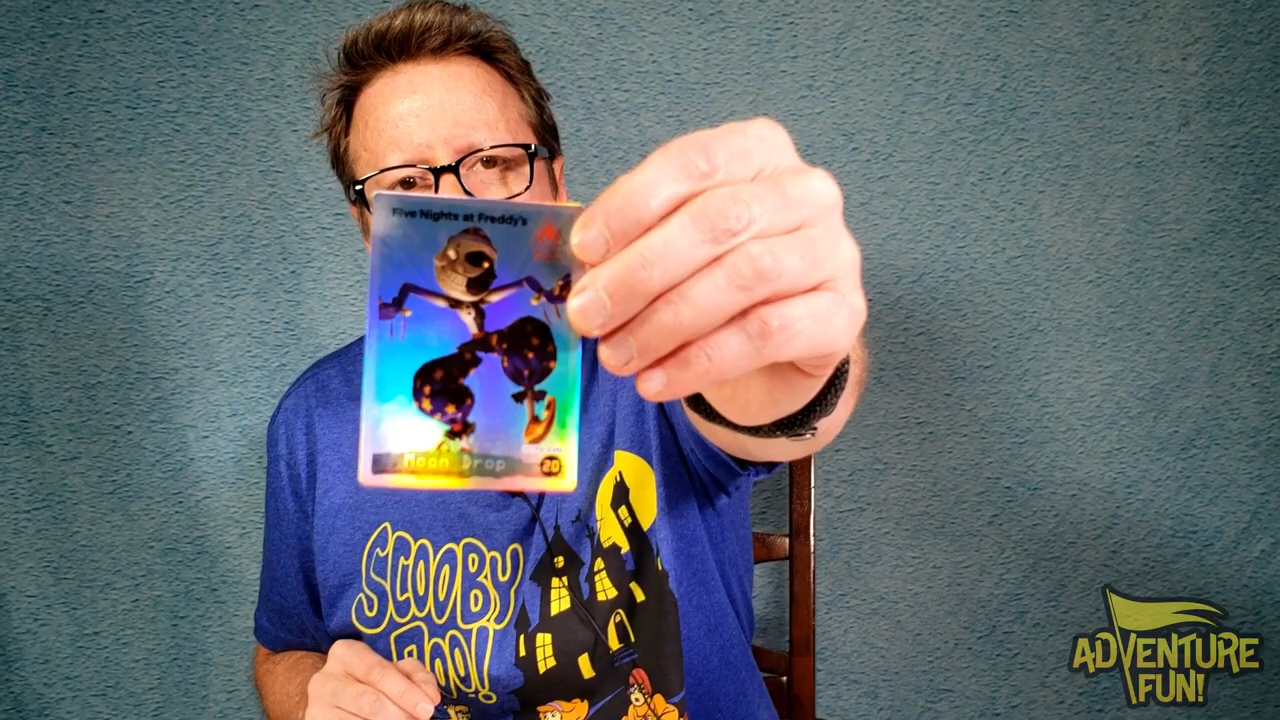 Five Nights at Freddy's
Moon Drop
20
SCOOBY
DOO!
ADVENTURE
FUN!